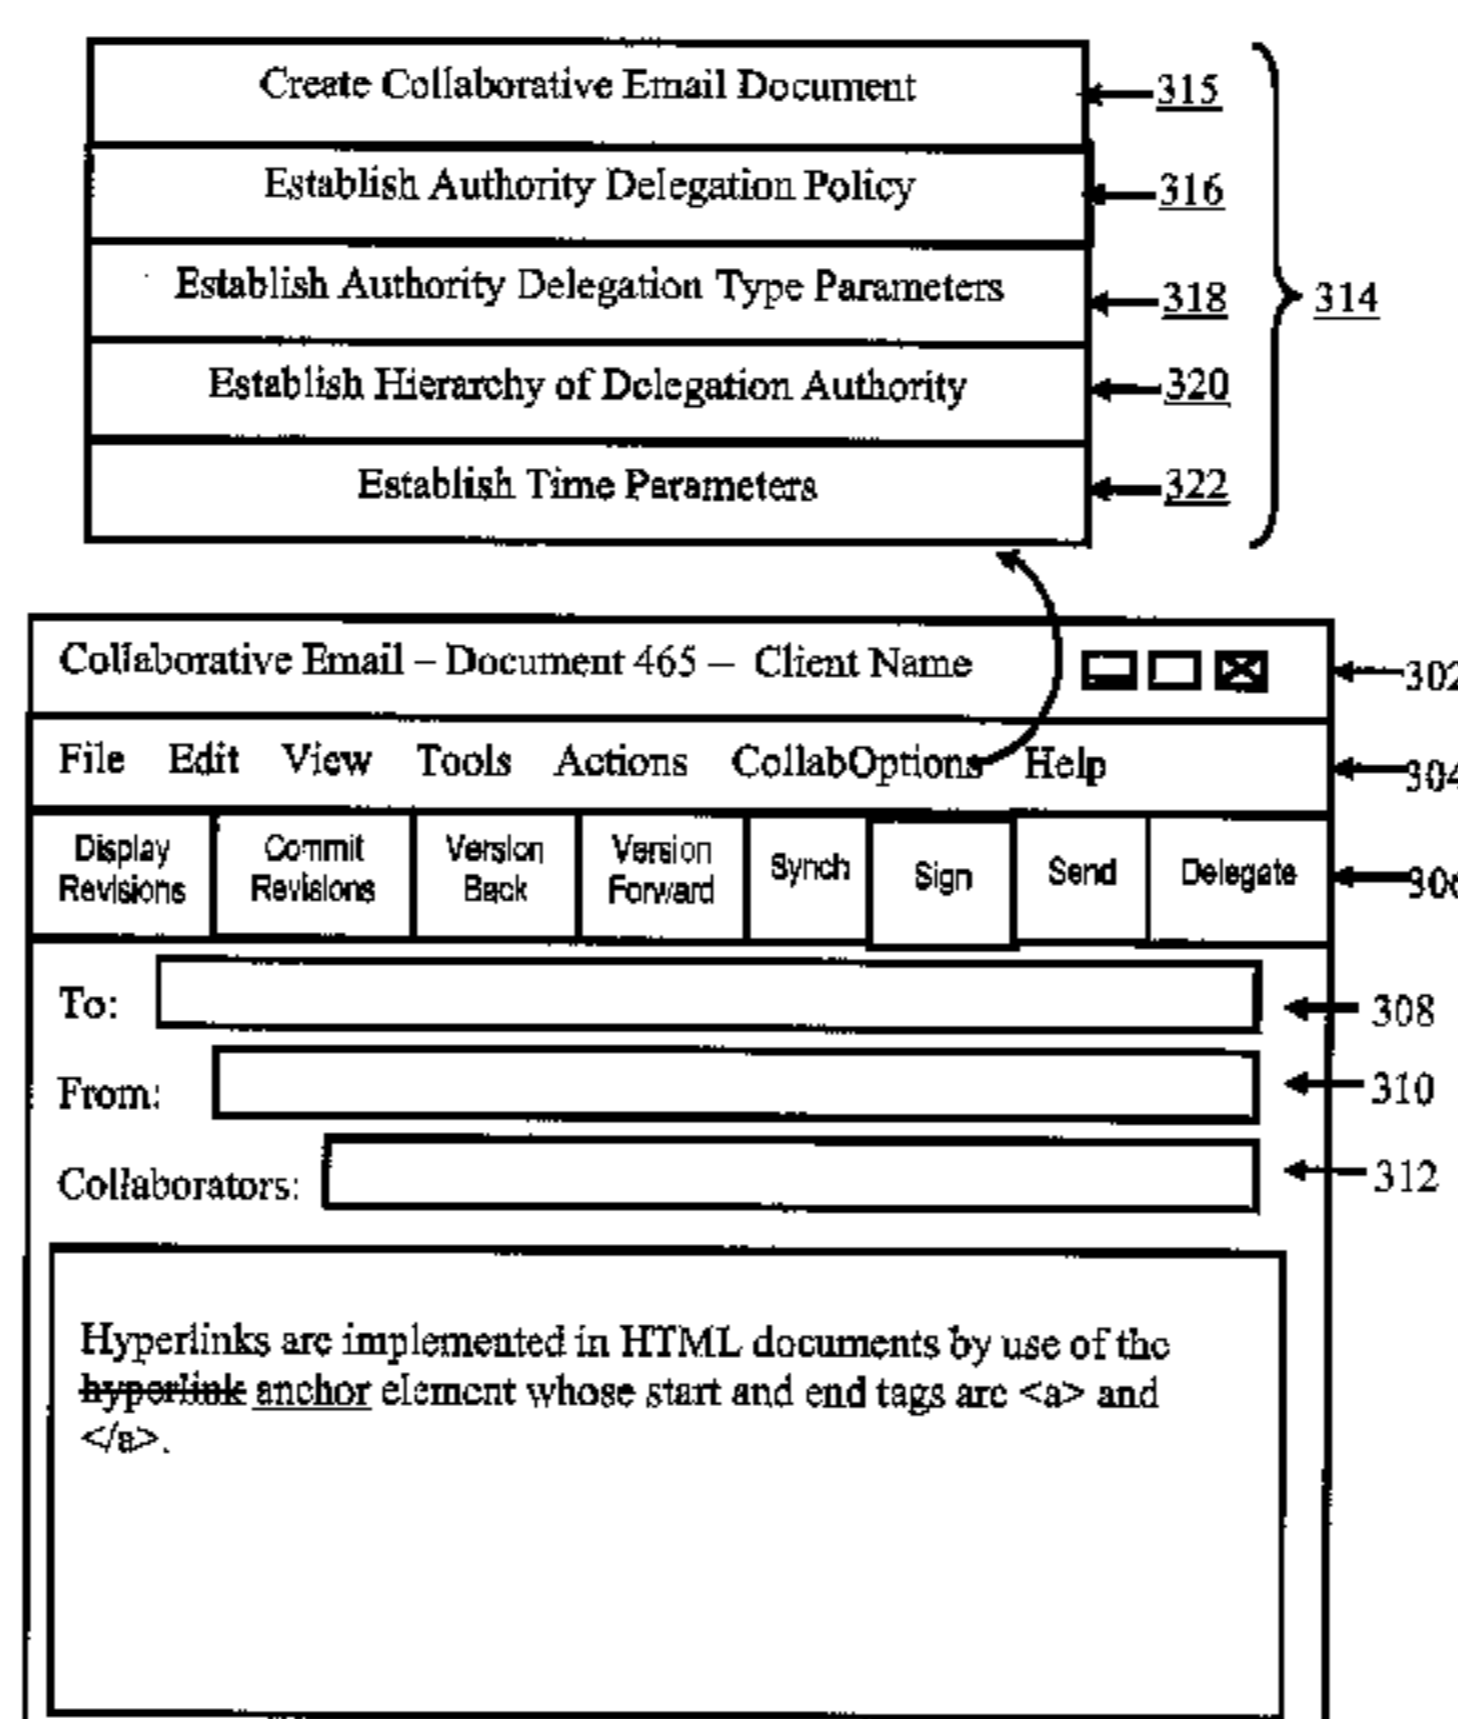 Create Collaborative Email Document 315
Establish Authority Delegation Policy 316
Establish Authority Delegation Type Parameters 318
314
Establish Hierarchy of Delegation Authority 320
Establish Time Parameters 322
Collaborative Email – Document 465 – Client Name 302
File Edit View Tools Actions CollabOptions Help 304
Display Revisions Commit Revisions Version Back Version Forward Synch Sign Send Delegate 306
To: 308
From: 310
Collaborators: 312
Hyperlinks are implemented in HTML documents by use of the
hyperlink anchor element whose start and end tags are <a> and
</a>.